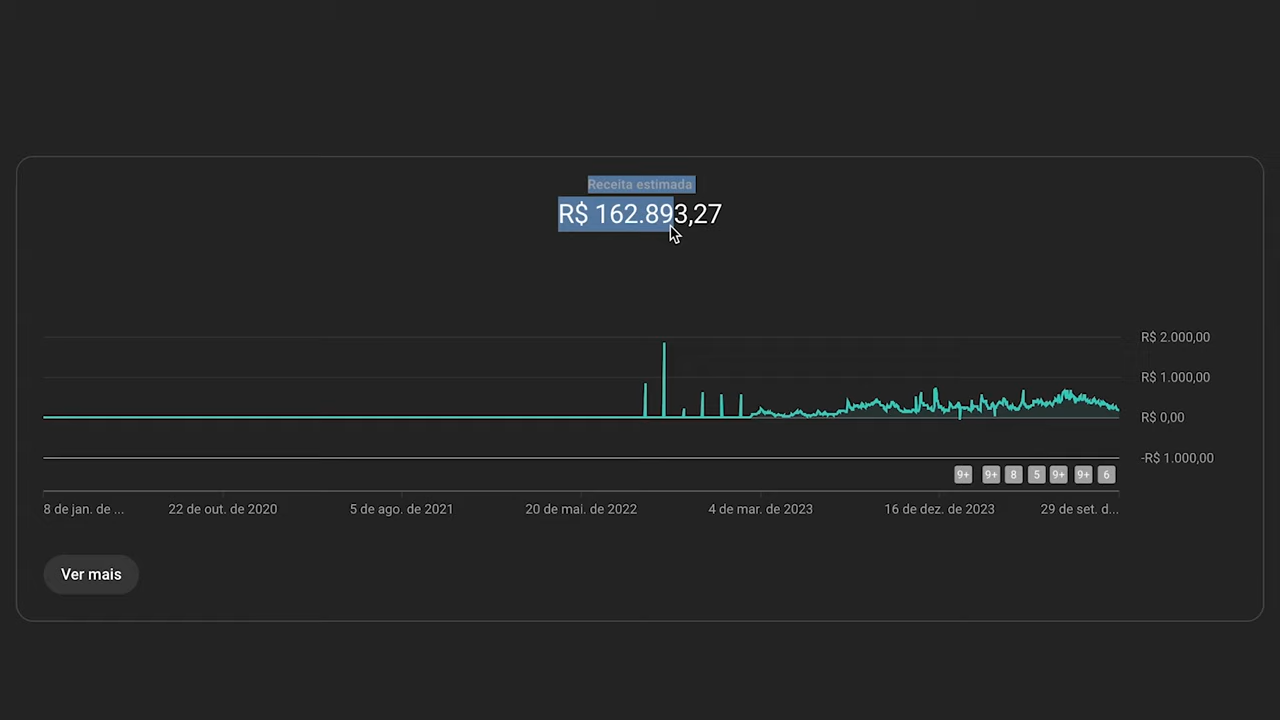 Receita estimada
R$ 162.893,27
R$ 2.000,00
R$ 1.000,00
R$ 0,00
-R$ 1.000,00
9+ 9+ 8 5 9+ 9+ 6
8 de jan. de ... 22 de out. de 2020 5 de ago. de 2021 20 de mai. de 2022 4 de mar. de 2023 16 de dez. de 2023 29 de set. d...
Ver mais